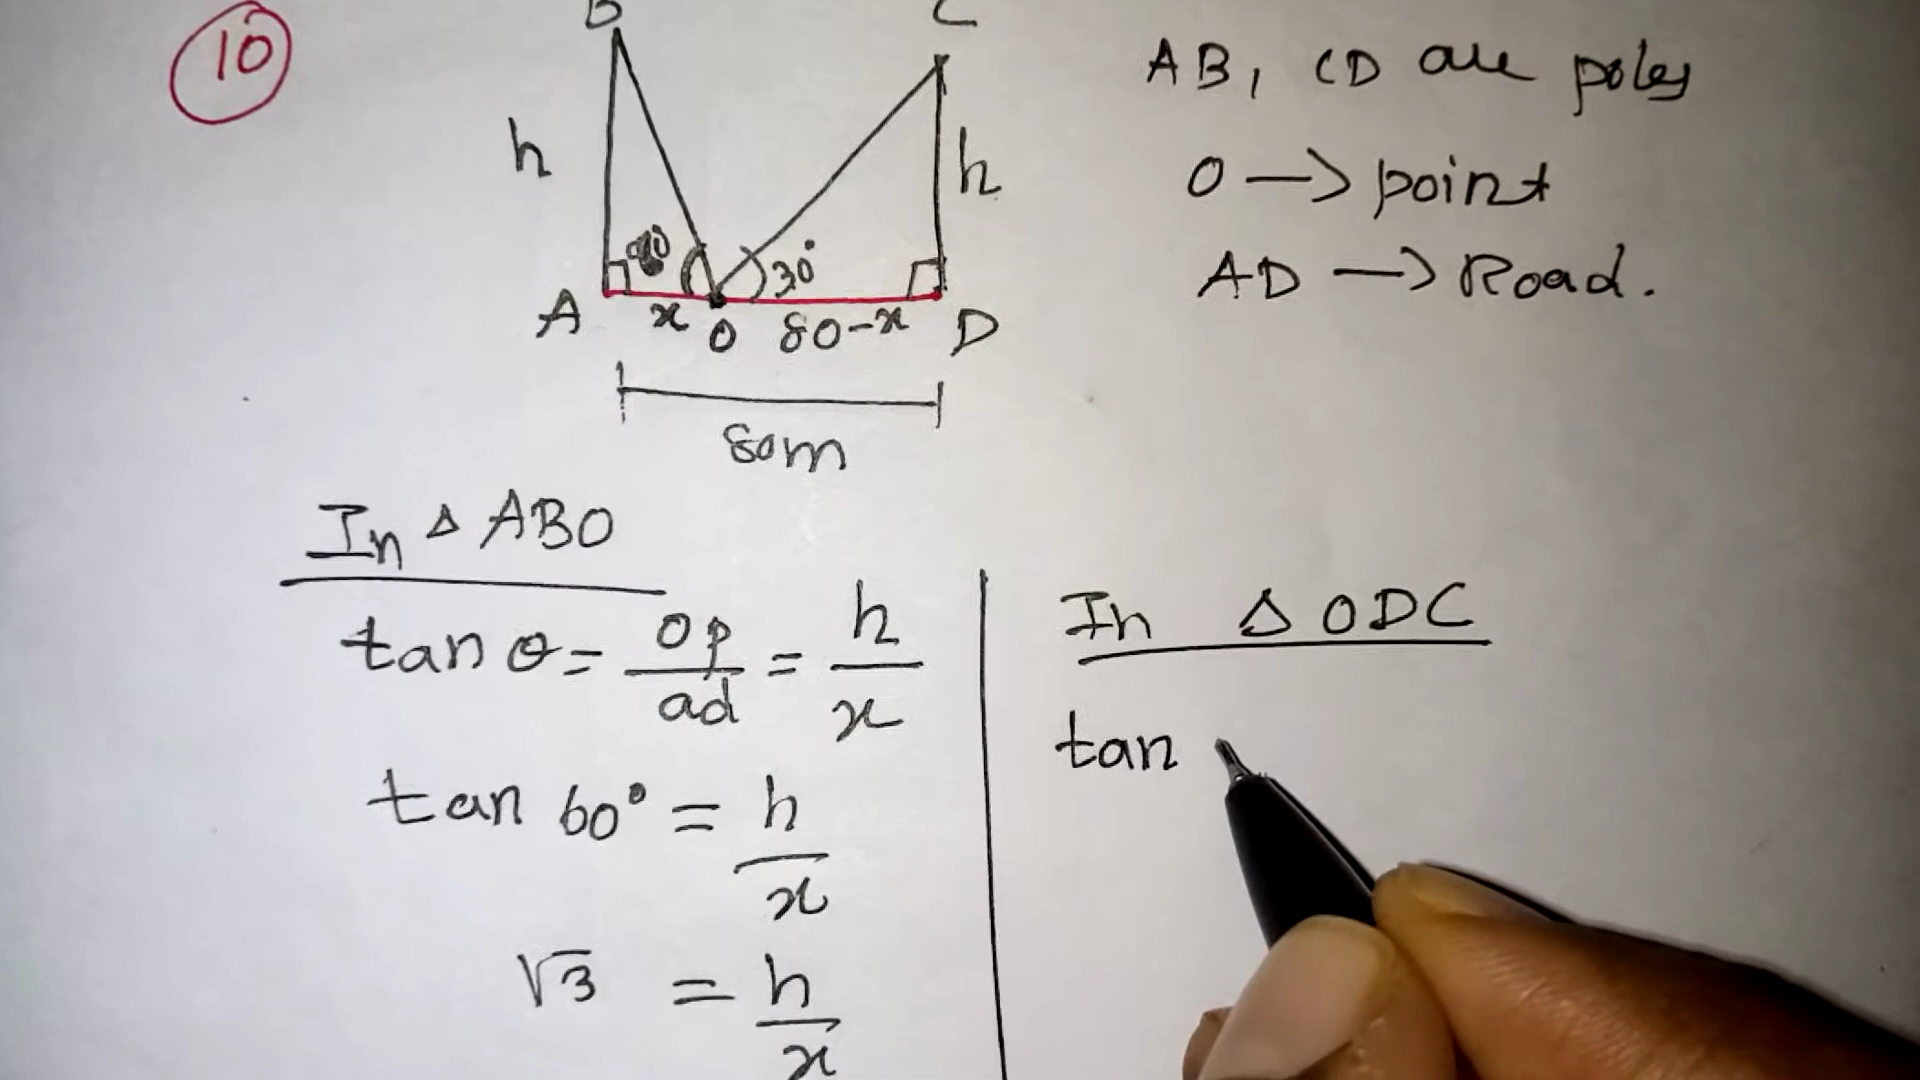 10
B C
AB, CD are poles
h h
O → point
30°
AD → Road.
A x O 80-x D
80m
In Δ ABO
tan θ = op/ad = h/x
tan 60° = h/x
√3 = h/x
In Δ ODC
tan